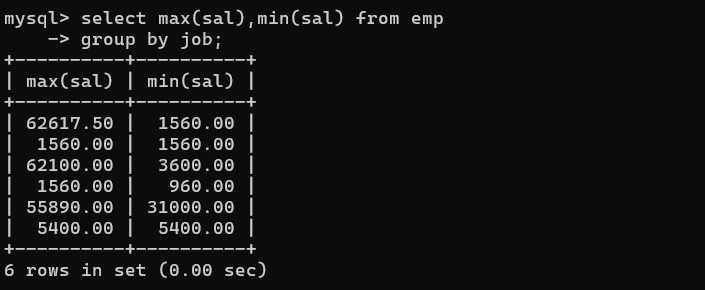 mysql> select max(sal),min(sal) from emp
    -> group by job;
+----------+----------+
| max(sal) | min(sal) |
+----------+----------+
| 62617.50 |  1560.00 |
|  1560.00 |  1560.00 |
| 62100.00 |  3600.00 |
|  1560.00 |   960.00 |
| 55890.00 | 31000.00 |
|  5400.00 |  5400.00 |
+----------+----------+
6 rows in set (0.00 sec)